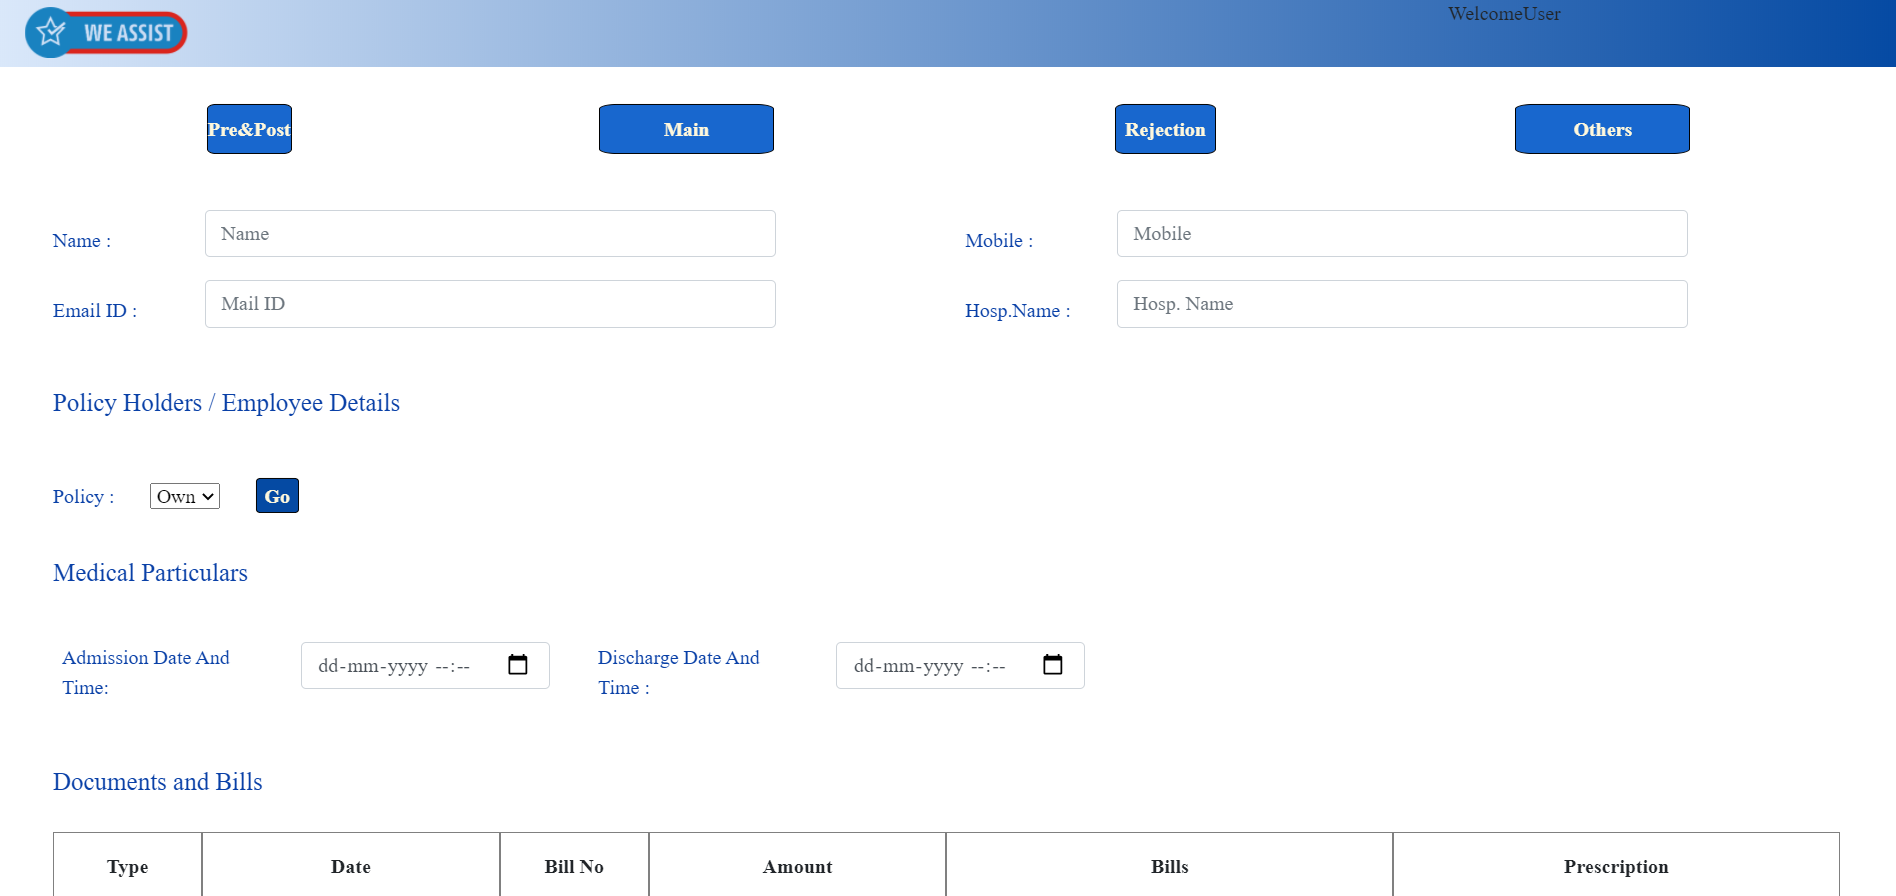 WE ASSIST
WelcomeUser
Pre&Post
Main
Rejection
Others
Name :
Name
Mobile :
Mobile
Email ID :
Mail ID
Hosp.Name :
Hosp. Name
Policy Holders / Employee Details
Policy :
Own
Go
Medical Particulars
Admission Date And
Time:
dd-mm-yyyy --:--
Discharge Date And
Time :
dd-mm-yyyy --:--
Documents and Bills
Type
Date
Bill No
Amount
Bills
Prescription